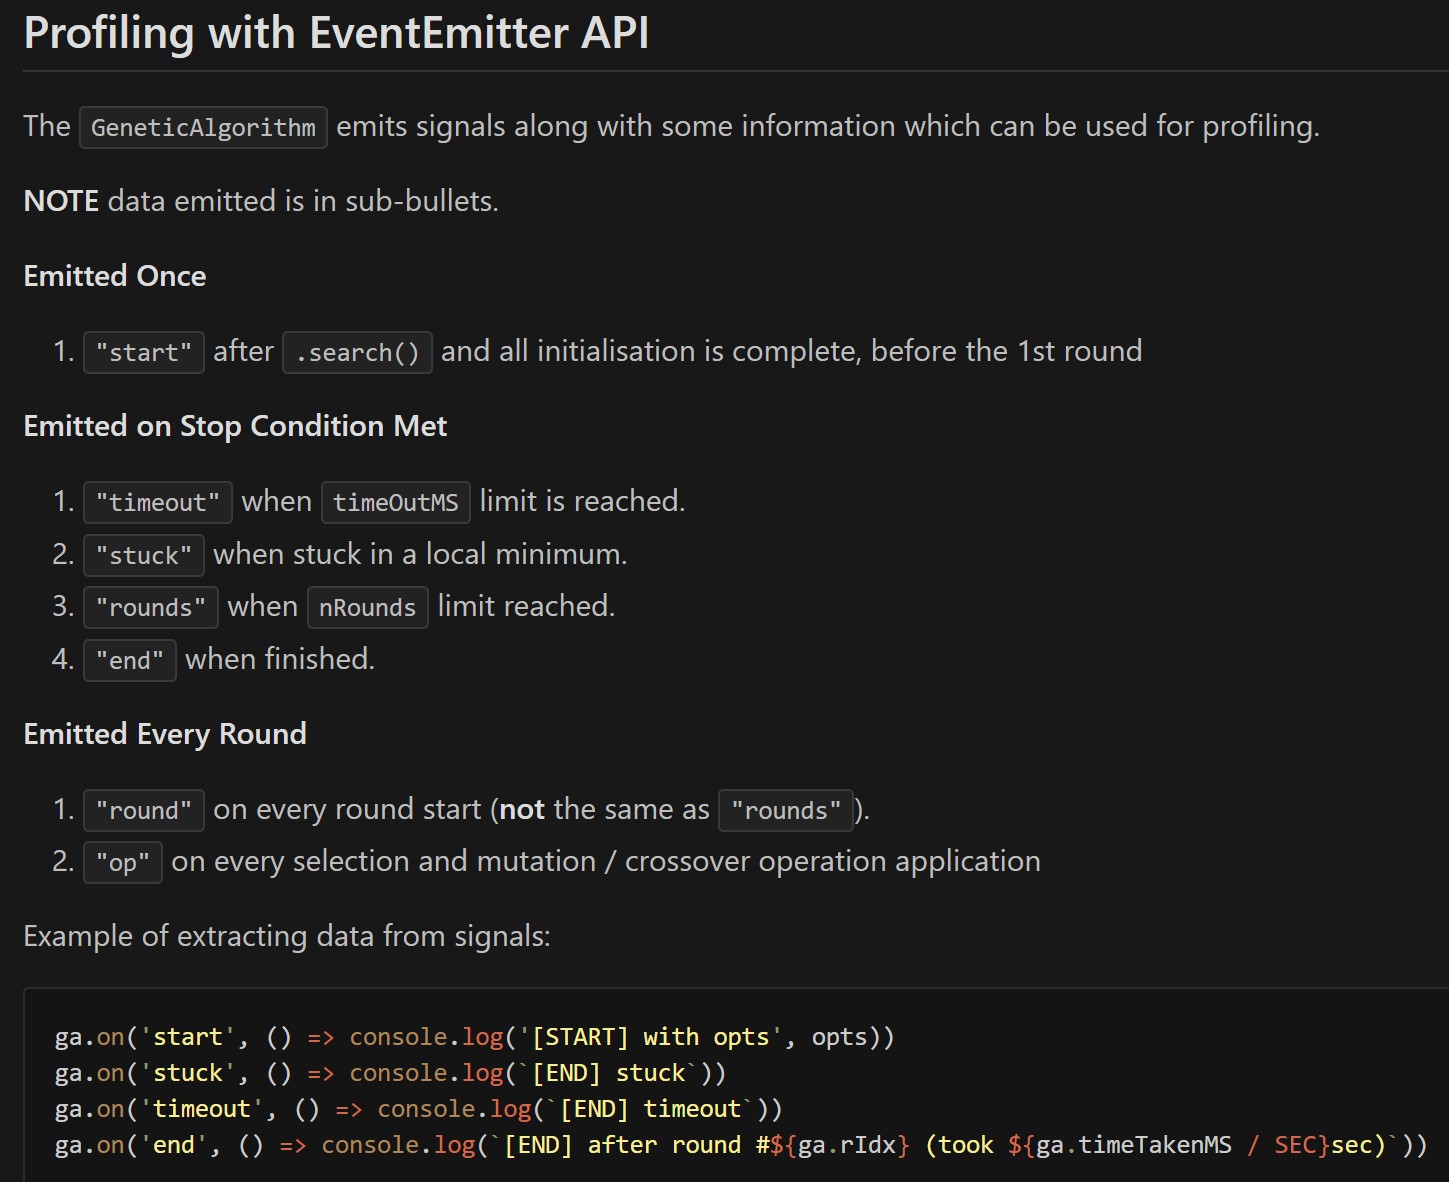 Profiling with EventEmitter API
The GeneticAlgorithm emits signals along with some information which can be used for profiling.
NOTE data emitted is in sub-bullets.
Emitted Once
1. "start" after .search() and all initialisation is complete, before the 1st round
Emitted on Stop Condition Met
1. "timeout" when timeOutMS limit is reached.
2. "stuck" when stuck in a local minimum.
3. "rounds" when nRounds limit reached.
4. "end" when finished.
Emitted Every Round
1. "round" on every round start (not the same as "rounds").
2. "op" on every selection and mutation / crossover operation application
Example of extracting data from signals:
ga.on('start', () => console.log('[START] with opts', opts))
ga.on('stuck', () => console.log(`[END] stuck`))
ga.on('timeout', () => console.log(`[END] timeout`))
ga.on('end', () => console.log(`[END] after round #${ga.rIdx} (took ${ga.timeTakenMS / SEC}sec)`))